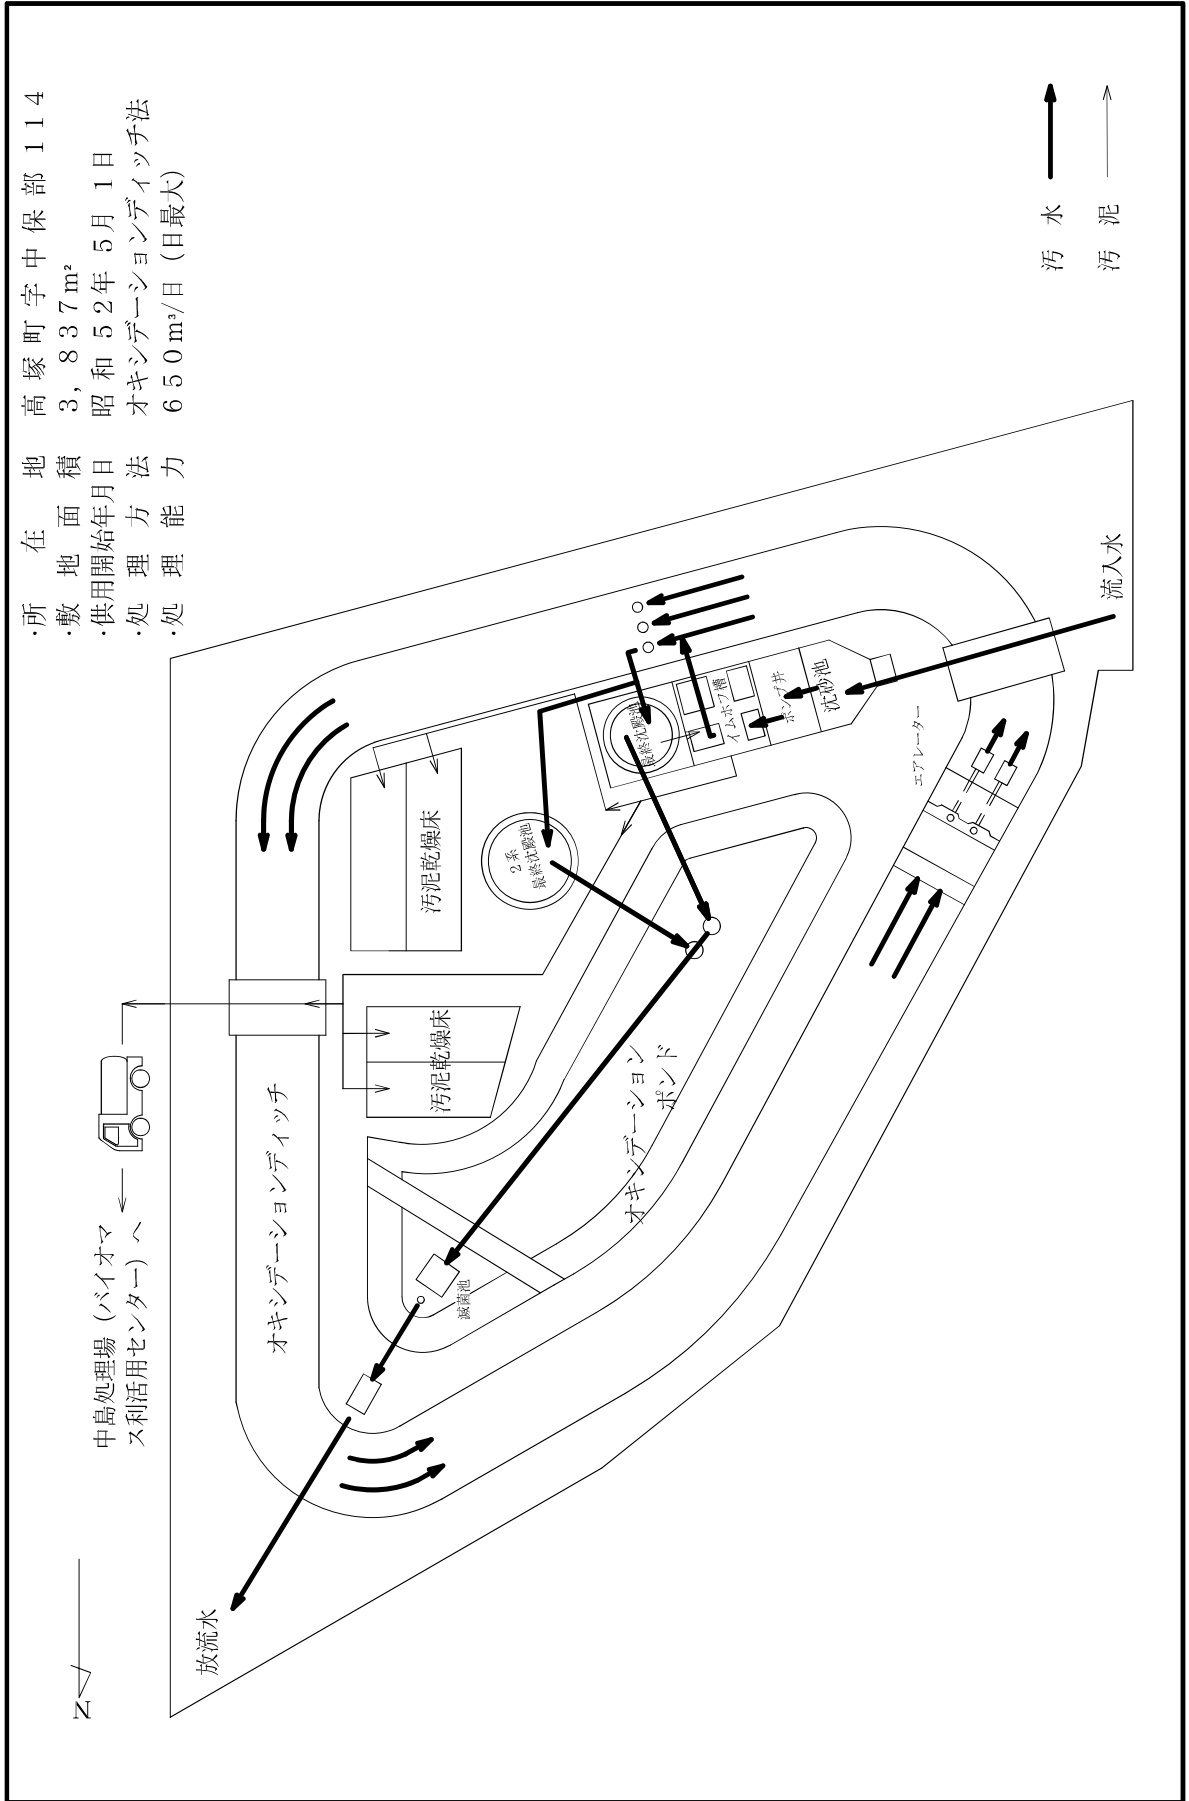 ・所在地 高塚町字中保部114
・敷地面積 3,837m²
・供用開始年月日 昭和52年5月1日
・処理方法 オキシデーションディッチ法
・処理能力 650m³/日（日最大）
汚水
汚泥
流入水
沈砂池
ポンプ井
イムホフ槽
最終沈殿池
エアレーター
2系
最終沈殿池
汚泥乾燥床
汚泥乾燥床
オキシデーションディッチ
オキシデーション
ポンド
滅菌池
中島処理場（バイオマ
ス利活用センター）へ
放流水
N